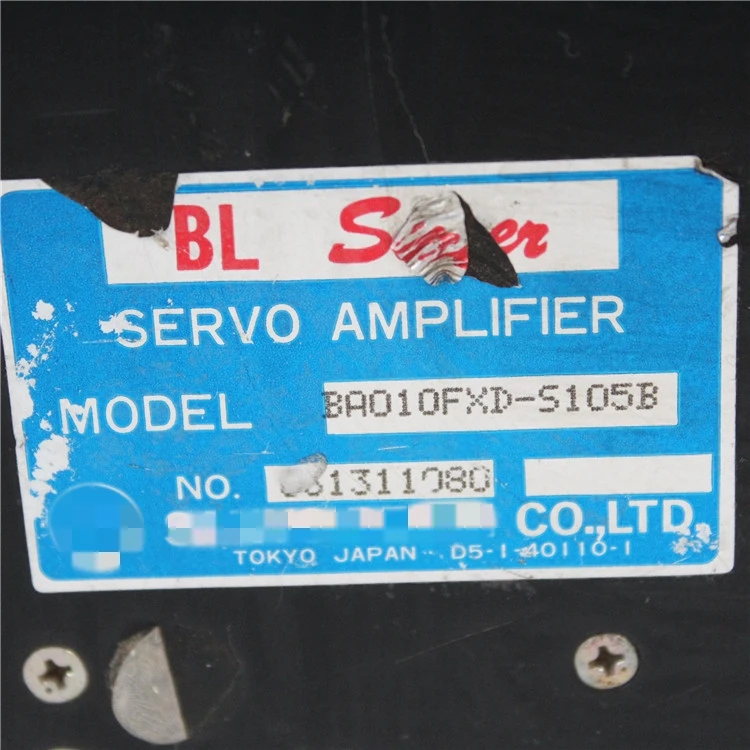 BL
SERVO AMPLIFIER
MODEL BA010FXD-S105B
NO.
CO.,LTD.
TOKYO JAPAN D5-1-40110-1